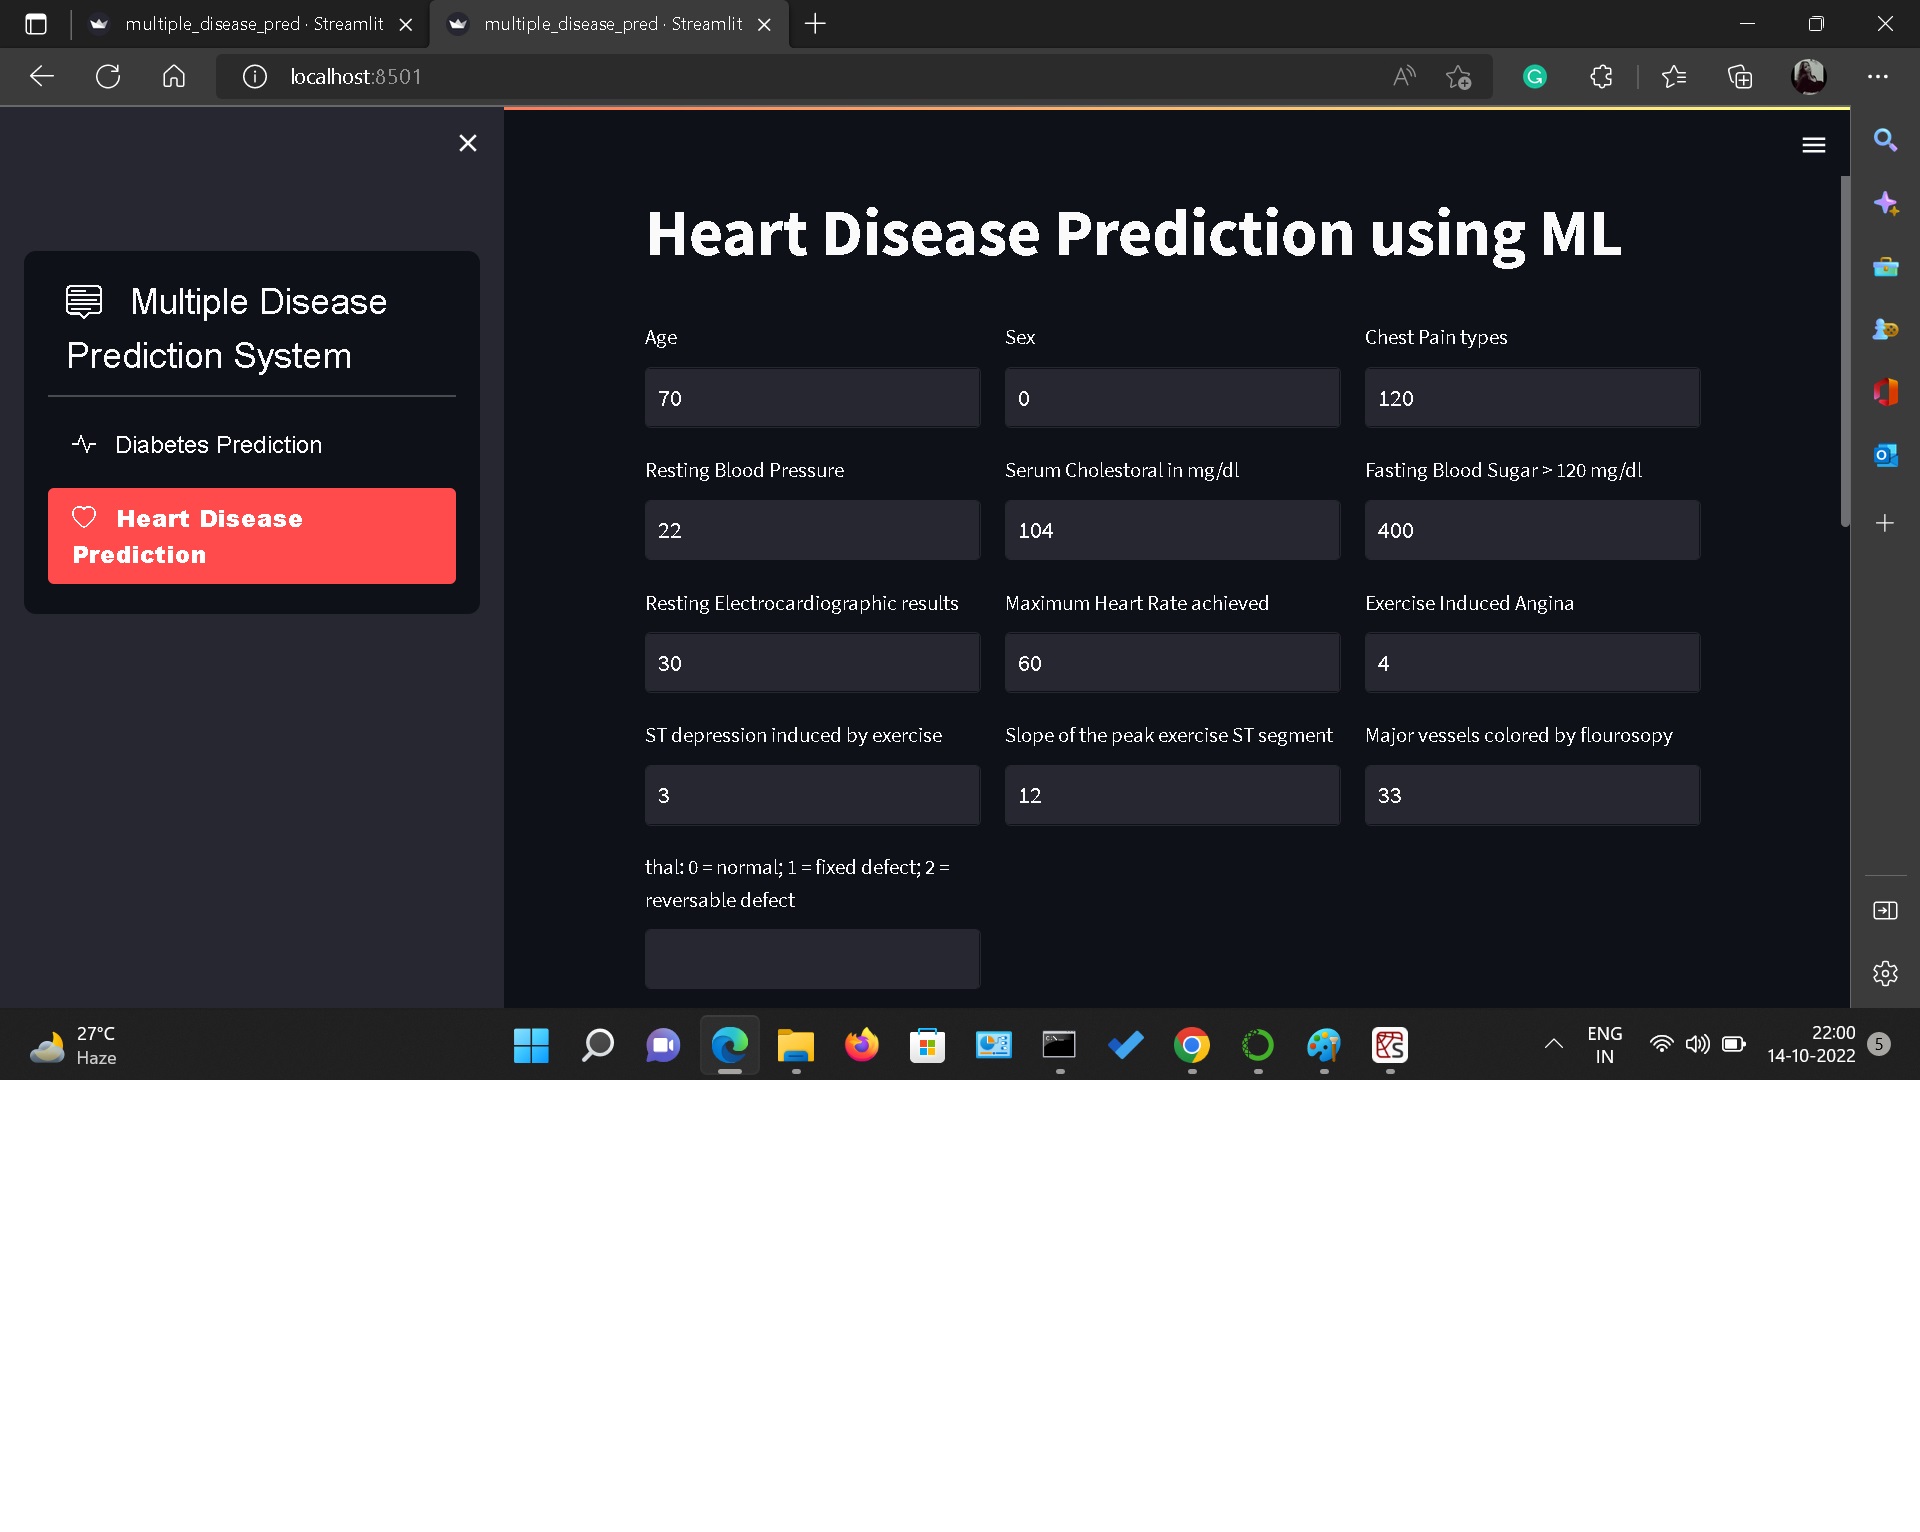 multiple_disease_pred · Streamlit
multiple_disease_pred · Streamlit
localhost:8501
Multiple Disease
Prediction System
Diabetes Prediction
Heart Disease
Prediction
Heart Disease Prediction using ML
Age Sex Chest Pain types
70 0 120
Resting Blood Pressure Serum Cholestoral in mg/dl Fasting Blood Sugar > 120 mg/dl
22 104 400
Resting Electrocardiographic results Maximum Heart Rate achieved Exercise Induced Angina
30 60 4
ST depression induced by exercise Slope of the peak exercise ST segment Major vessels colored by flourosopy
3 12 33
thal: 0 = normal; 1 = fixed defect; 2 =
reversable defect
27°C
Haze
ENG
IN
22:00
14-10-2022
5